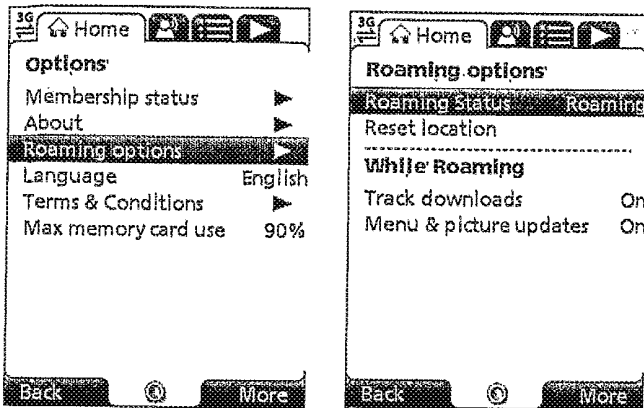 3G
Home
Options
Membership status
About
Roaming options
Language English
Terms & Conditions
Max memory card use 90%
Back More
3G
Home
Roaming options
Roaming Status Roaming
Reset location
While Roaming
Track downloads On
Menu & picture updates On
Back More